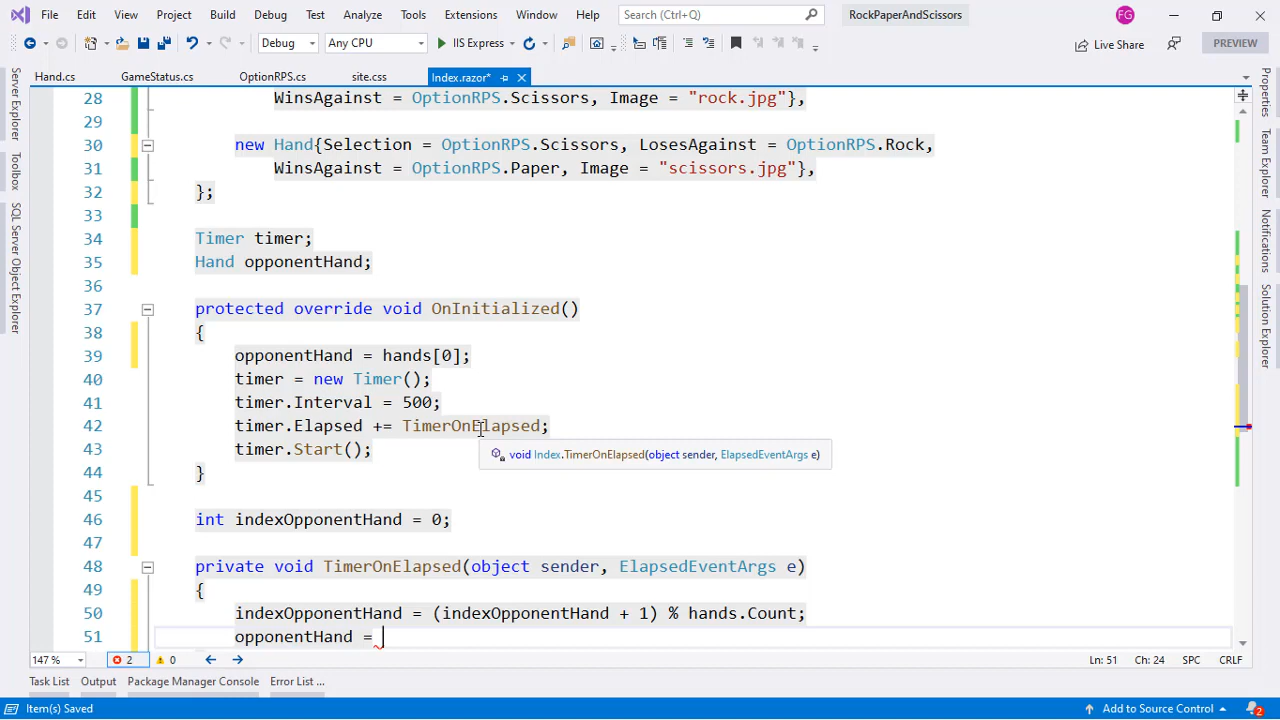 File Edit View Project Build Debug Test Analyze Tools Extensions Window Help Search (Ctrl+Q) RockPaperAndScissors FG
Debug Any CPU IIS Express Live Share PREVIEW
Hand.cs GameStatus.cs OptionRPS.cs site.css Index.razor*
Server Explorer
Toolbox
SQL Server Object Explorer
28 WinsAgainst = OptionRPS.Scissors, Image = "rock.jpg"},
29
30 new Hand{Selection = OptionRPS.Scissors, LosesAgainst = OptionRPS.Rock,
31 WinsAgainst = OptionRPS.Paper, Image = "scissors.jpg"},
32 };
33
34 Timer timer;
35 Hand opponentHand;
36
37 protected override void OnInitialized()
38 {
39 opponentHand = hands[0];
40 timer = new Timer();
41 timer.Interval = 500;
42 timer.Elapsed += TimerOnElapsed;
43 timer.Start();
void Index.TimerOnElapsed(object sender, ElapsedEventArgs e)
44 }
45
46 int indexOpponentHand = 0;
47
48 private void TimerOnElapsed(object sender, ElapsedEventArgs e)
49 {
50 indexOpponentHand = (indexOpponentHand + 1) % hands.Count;
51 opponentHand =
Properties
Team Explorer
Notifications
Solution Explorer
147 % 2 0 Ln: 51 Ch: 24 SPC CRLF
Task List Output Package Manager Console Error List ...
Item(s) Saved Add to Source Control 2